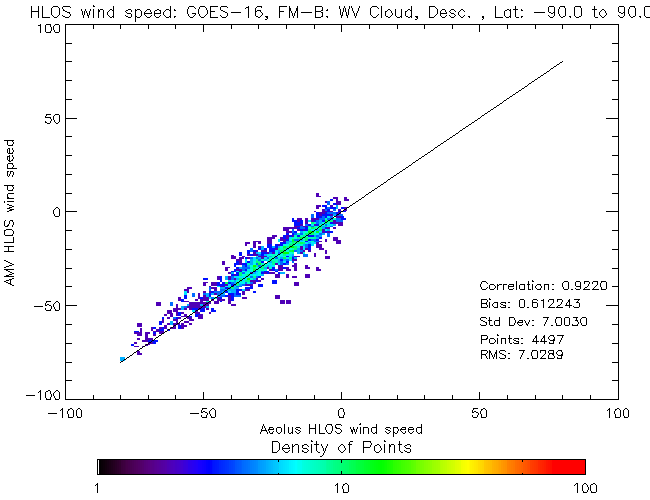 HLOS wind speed: GOES-16, FM-B: WV Cloud, Desc. , Lat: -90.0 to 90.0
100
50
0
-50
-100
AMV HLOS wind speed
Correlation: 0.9220
Bias: 0.612243
Std Dev: 7.0030
Points: 4497
RMS: 7.0289
-100 -50 0 50 100
Aeolus HLOS wind speed
Density of Points
1 10 100